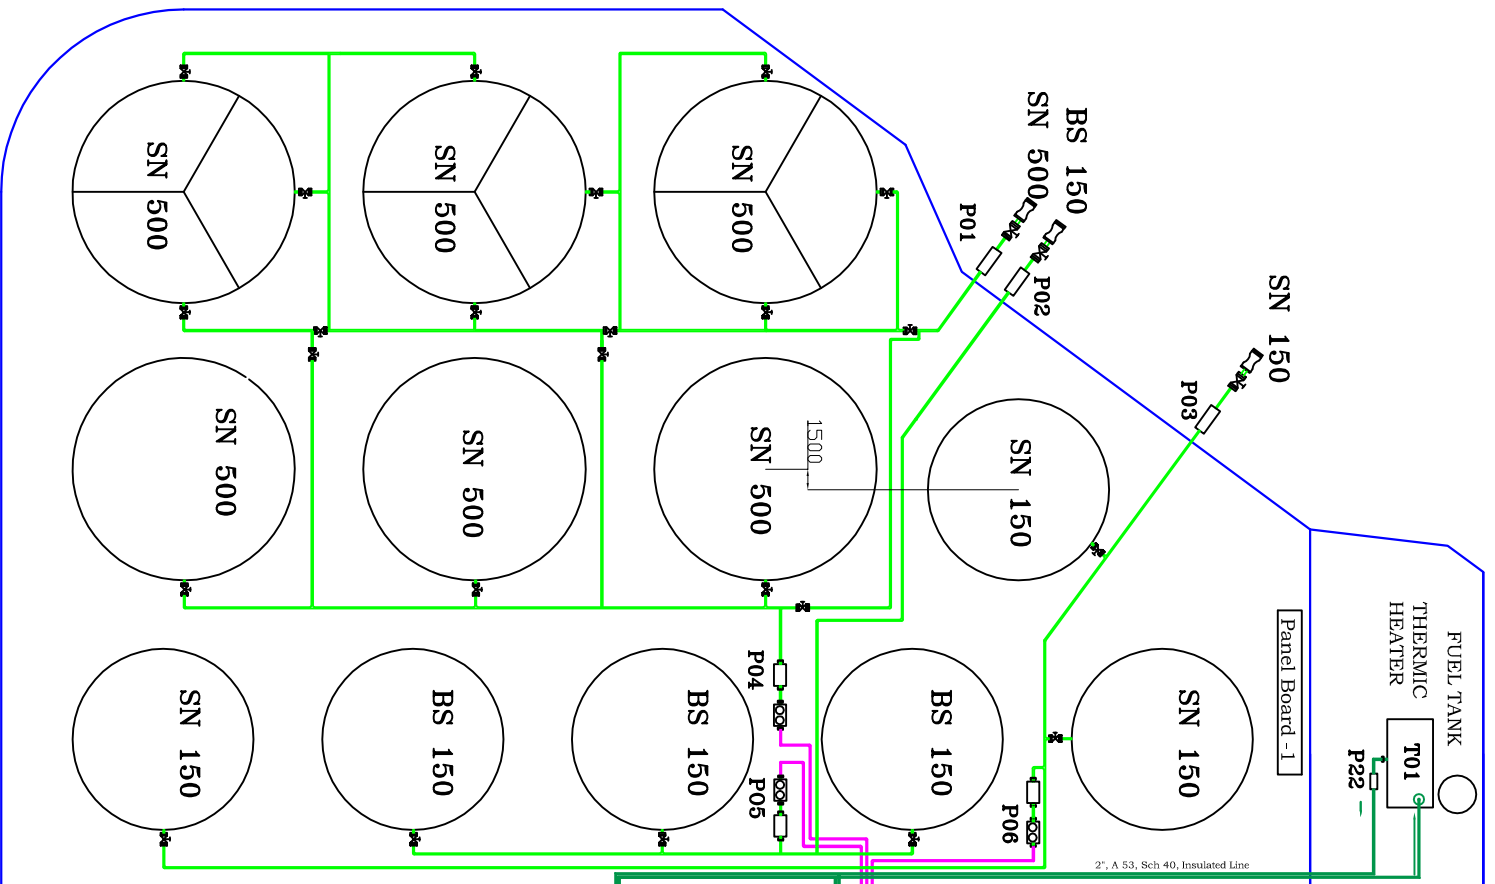 SN 500
BS 150
P01
P02
SN 150
P03
SN 500
SN 500
SN 500
SN 500
SN 500
SN 500
1500
SN 150
Panel Board -1
THERMIC
HEATER
FUEL TANK
T01
P22
P04
P05
P06
SN 150
BS 150
BS 150
BS 150
SN 150
2", A 53, Sch 40, Insulated Line